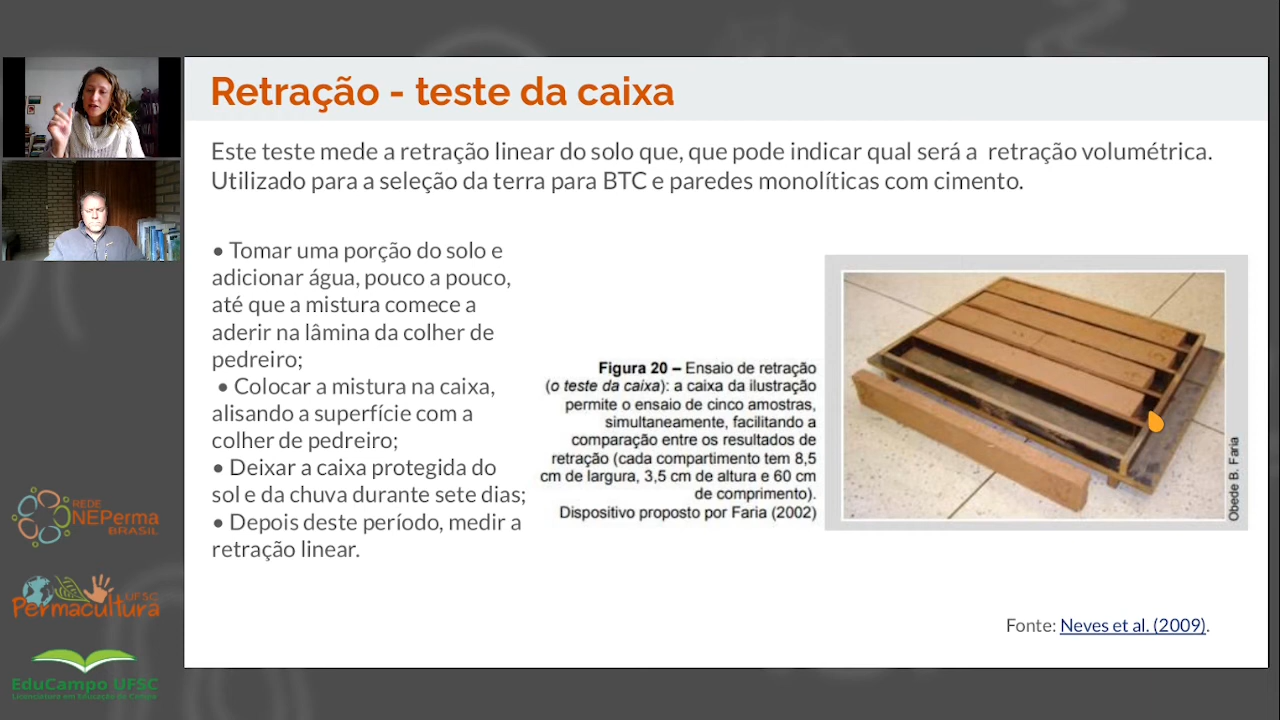 Retração - teste da caixa
Este teste mede a retração linear do solo que, que pode indicar qual será a  retração volumétrica.
Utilizado para a seleção da terra para BTC e paredes monolíticas com cimento.
• Tomar uma porção do solo e
adicionar água, pouco a pouco,
até que a mistura comece a
aderir na lâmina da colher de
pedreiro;
• Colocar a mistura na caixa,
alisando a superfície com a
colher de pedreiro;
• Deixar a caixa protegida do
sol e da chuva durante sete dias;
• Depois deste período, medir a
retração linear.
Figura 20 – Ensaio de retração
(o teste da caixa): a caixa da ilustração
permite o ensaio de cinco amostras,
simultaneamente, facilitando a
comparação entre os resultados de
retração (cada compartimento tem 8,5
cm de largura, 3,5 cm de altura e 60 cm
de comprimento).
Dispositivo proposto por Faria (2002)
Obede B. Faria
Fonte: Neves et al. (2009).
REDE
NEPerma
BRASIL
UFSC
Permacultura
EduCampo UFSC
Licenciatura em Educação do Campo